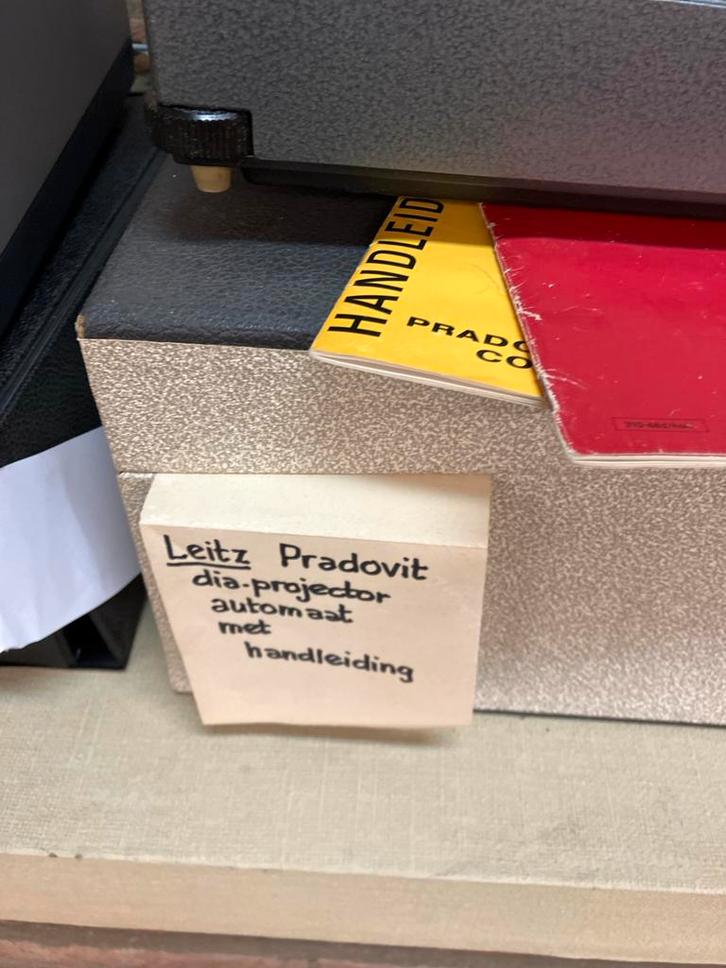 HANDLEID
PRADO
CO
Leitz Pradovit
dia-projector
automaat
met
handleiding